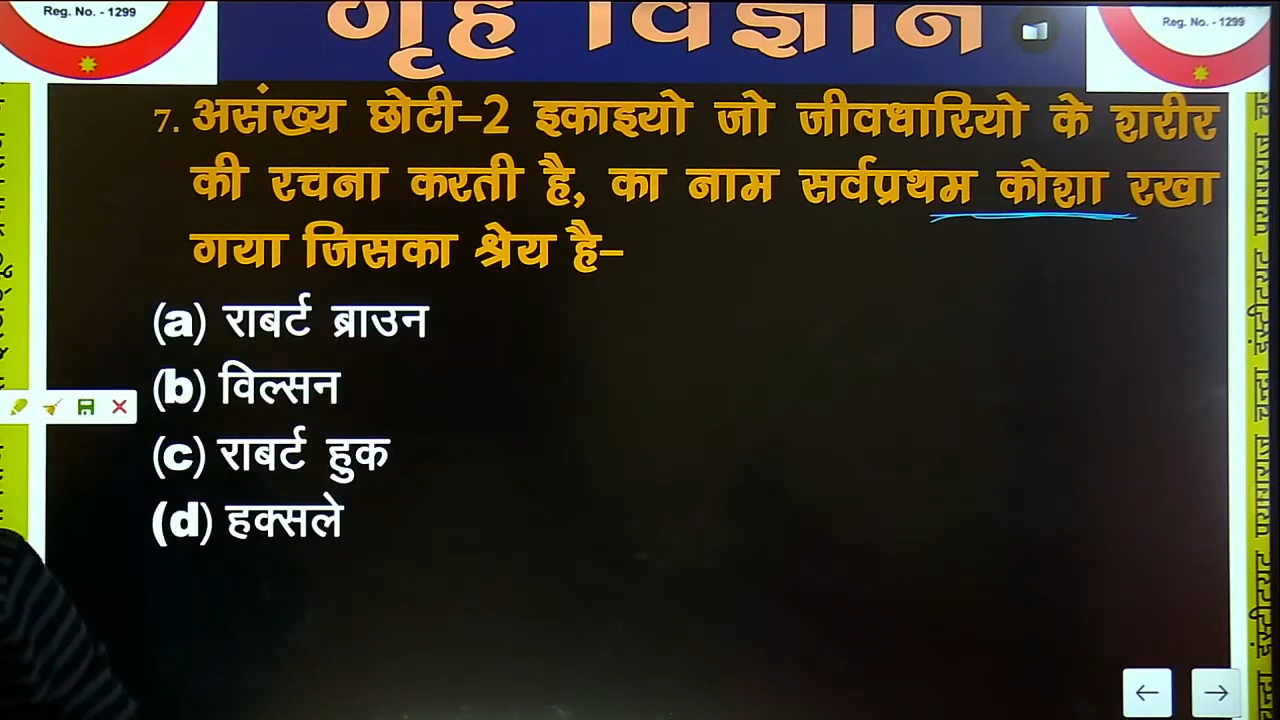 Reg. No. - 1299
गृह विज्ञान
Reg. No. - 1299
7. असंख्य छोटी-2 इकाइयो जो जीवधारियो के शरीर
की रचना करती है, का नाम सर्वप्रथम कोशा रखा
गया जिसका श्रेय है-
(a) राबर्ट ब्राउन
(b) विल्सन
(c) राबर्ट हुक
(d) हक्सले